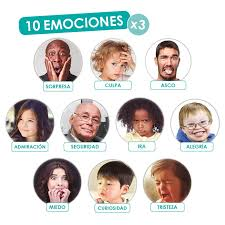 10 EMOCIONES x3
SORPRESA
CULPA
ASCO
ADMIRACIÓN
SEGURIDAD
IRA
ALEGRÍA
MIEDO
CURIOSIDAD
TRISTEZA